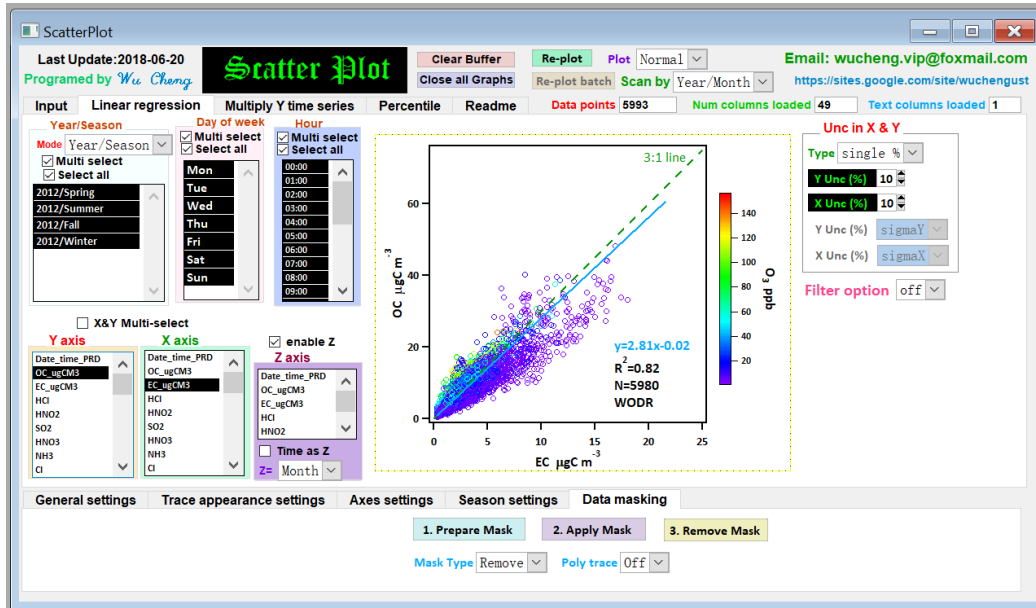 ScatterPlot
Last Update:2018-06-20
Programed by Wu Cheng
Scatter Plot
Clear Buffer
Close all Graphs
Re-plot
Plot Normal
Re-plot batch
Scan by Year/Month
Email: wucheng.vip@foxmail.com
https://sites.google.com/site/wuchengust
Input
Linear regression
Multiply Y time series
Percentile
Readme
Data points 5993
Num columns loaded 49
Text columns loaded 1
Year/Season
Mode Year/Season
Multi select
Select all
2012/Spring
2012/Summer
2012/Fall
2012/Winter
Day of week
Multi select
Select all
Mon
Tue
Wed
Thu
Fri
Sat
Sun
Hour
Multi select
Select all
00:00
01:00
02:00
03:00
04:00
05:00
06:00
07:00
08:00
09:00
X&Y Multi-select
Y axis
Date_time_PRD
OC_ugCM3
EC_ugCM3
HCl
HNO2
SO2
HNO3
NH3
Cl
X axis
Date_time_PRD
OC_ugCM3
EC_ugCM3
HCl
HNO2
SO2
HNO3
NH3
Cl
enable Z
Z axis
Date_time_PRD
OC_ugCM3
EC_ugCM3
HCl
HNO2
Time as Z
Z= Month
OC µgC m-3
60
40
20
0
3:1 line
y=2.81x-0.02
R2=0.82
N=5980
WODR
0 5 10 15 20 25
EC µgC m-3
140
120
100
80
60
40
20
O3 ppb
Unc in X & Y
Type single %
Y Unc (%) 10
X Unc (%) 10
Y Unc (%) sigmaY
X Unc (%) sigmaX
Filter option off
General settings
Trace appearance settings
Axes settings
Season settings
Data masking
1. Prepare Mask
2. Apply Mask
3. Remove Mask
Mask Type Remove
Poly trace Off